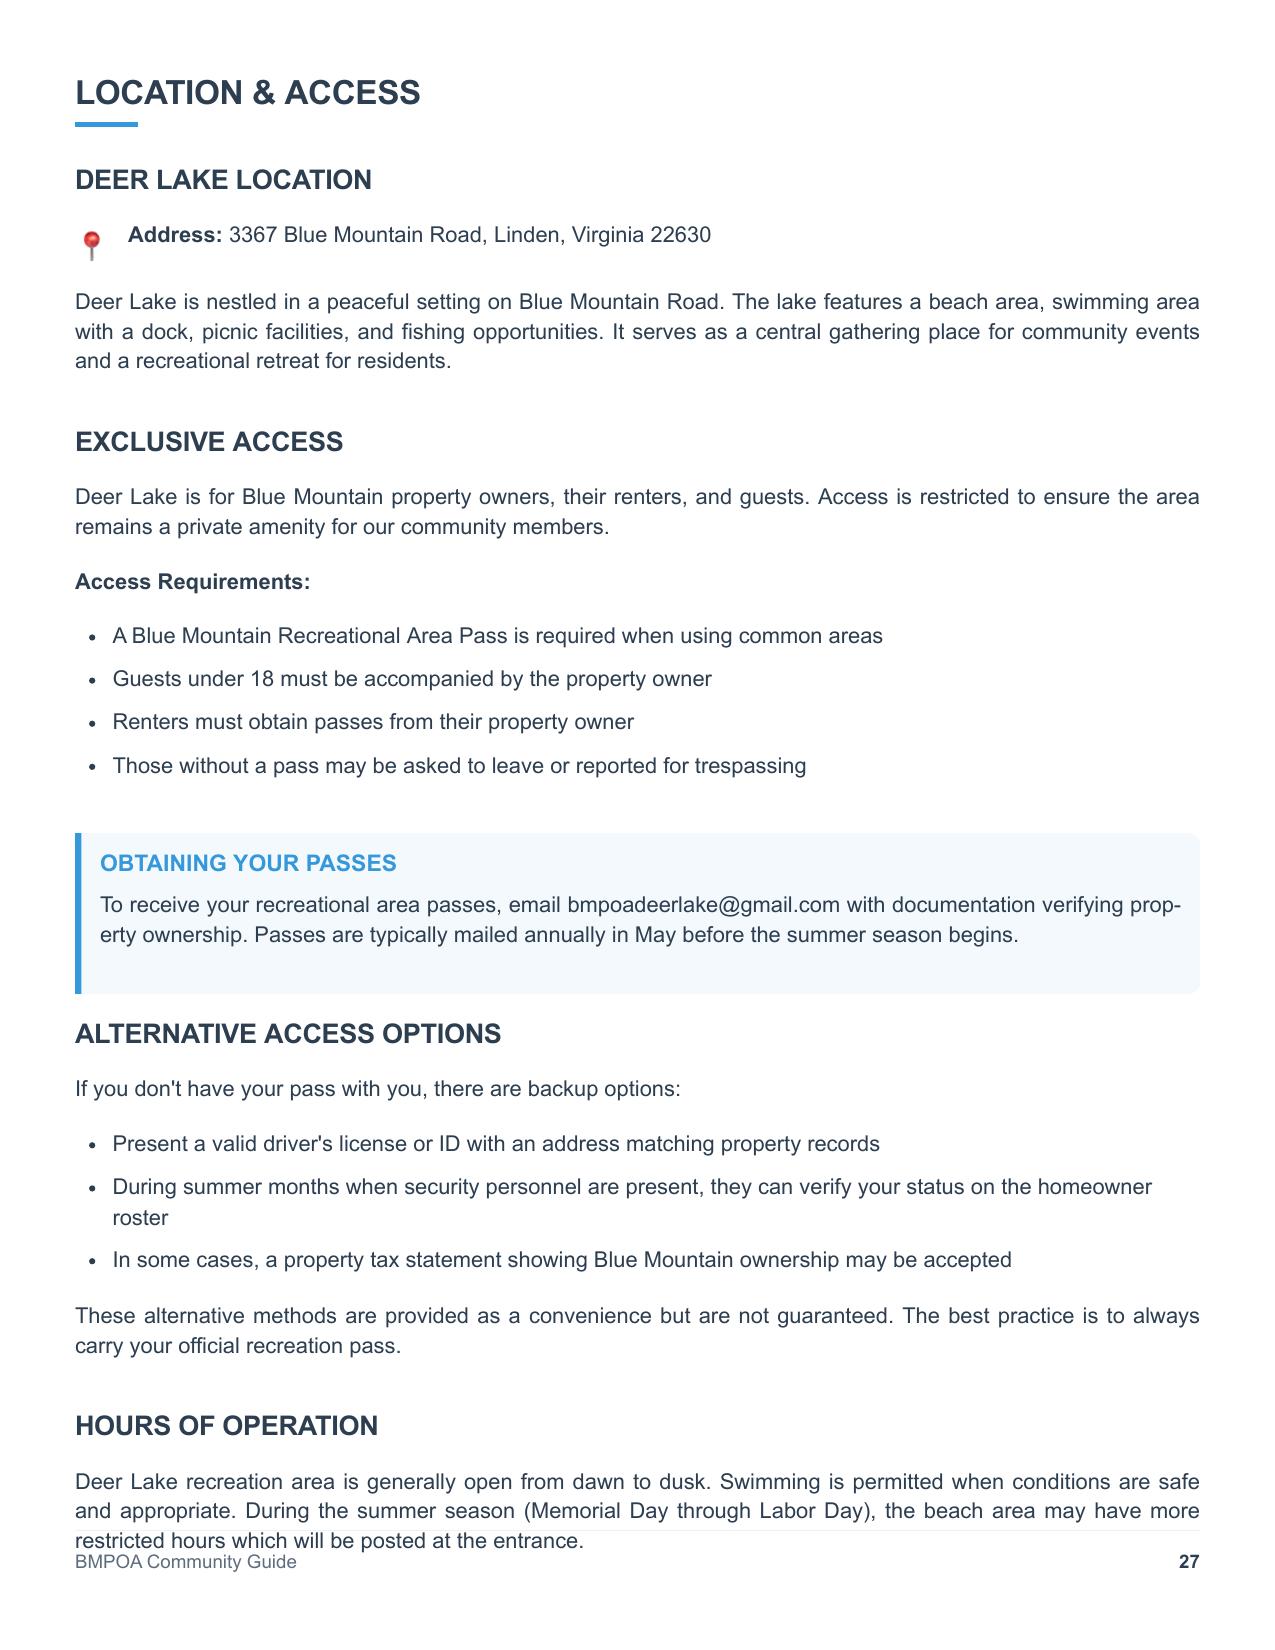 LOCATION & ACCESS
DEER LAKE LOCATION
Address: 3367 Blue Mountain Road, Linden, Virginia 22630
Deer Lake is nestled in a peaceful setting on Blue Mountain Road. The lake features a beach area, swimming area
with a dock, picnic facilities, and fishing opportunities. It serves as a central gathering place for community events
and a recreational retreat for residents.
EXCLUSIVE ACCESS
Deer Lake is for Blue Mountain property owners, their renters, and guests. Access is restricted to ensure the area
remains a private amenity for our community members.
Access Requirements:
• A Blue Mountain Recreational Area Pass is required when using common areas
• Guests under 18 must be accompanied by the property owner
• Renters must obtain passes from their property owner
• Those without a pass may be asked to leave or reported for trespassing
OBTAINING YOUR PASSES
To receive your recreational area passes, email bmpoadeerlake@gmail.com with documentation verifying prop-
erty ownership. Passes are typically mailed annually in May before the summer season begins.
ALTERNATIVE ACCESS OPTIONS
If you don't have your pass with you, there are backup options:
• Present a valid driver's license or ID with an address matching property records
• During summer months when security personnel are present, they can verify your status on the homeowner
roster
• In some cases, a property tax statement showing Blue Mountain ownership may be accepted
These alternative methods are provided as a convenience but are not guaranteed. The best practice is to always
carry your official recreation pass.
HOURS OF OPERATION
Deer Lake recreation area is generally open from dawn to dusk. Swimming is permitted when conditions are safe
and appropriate. During the summer season (Memorial Day through Labor Day), the beach area may have more
restricted hours which will be posted at the entrance.
BMPOA Community Guide 27